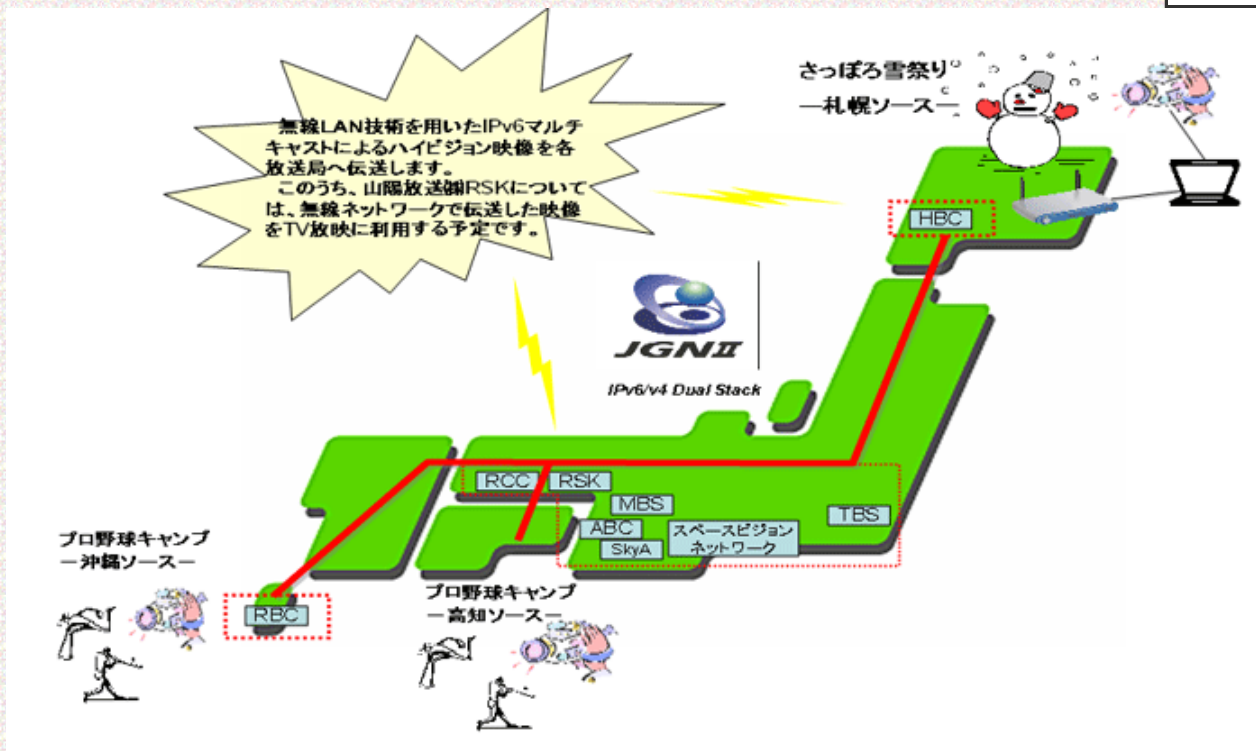 さっぽろ雪祭り
―札幌ソース―
無線LAN技術を用いたIPv6マルチ
キャストによるハイビジョン映像を各
放送局へ伝送します。
このうち、山陽放送㈱RSKについて
は、無線ネットワークで伝送した映像
をTV放映に利用する予定です。
HBC
JGNII
IPv6/v4 Dual Stack
RCC
RSK
MBS
ABC
SkyA
スペースビジョン
ネットワーク
TBS
プロ野球キャンプ
―沖縄ソース―
RBC
プロ野球キャンプ
―高知ソース―